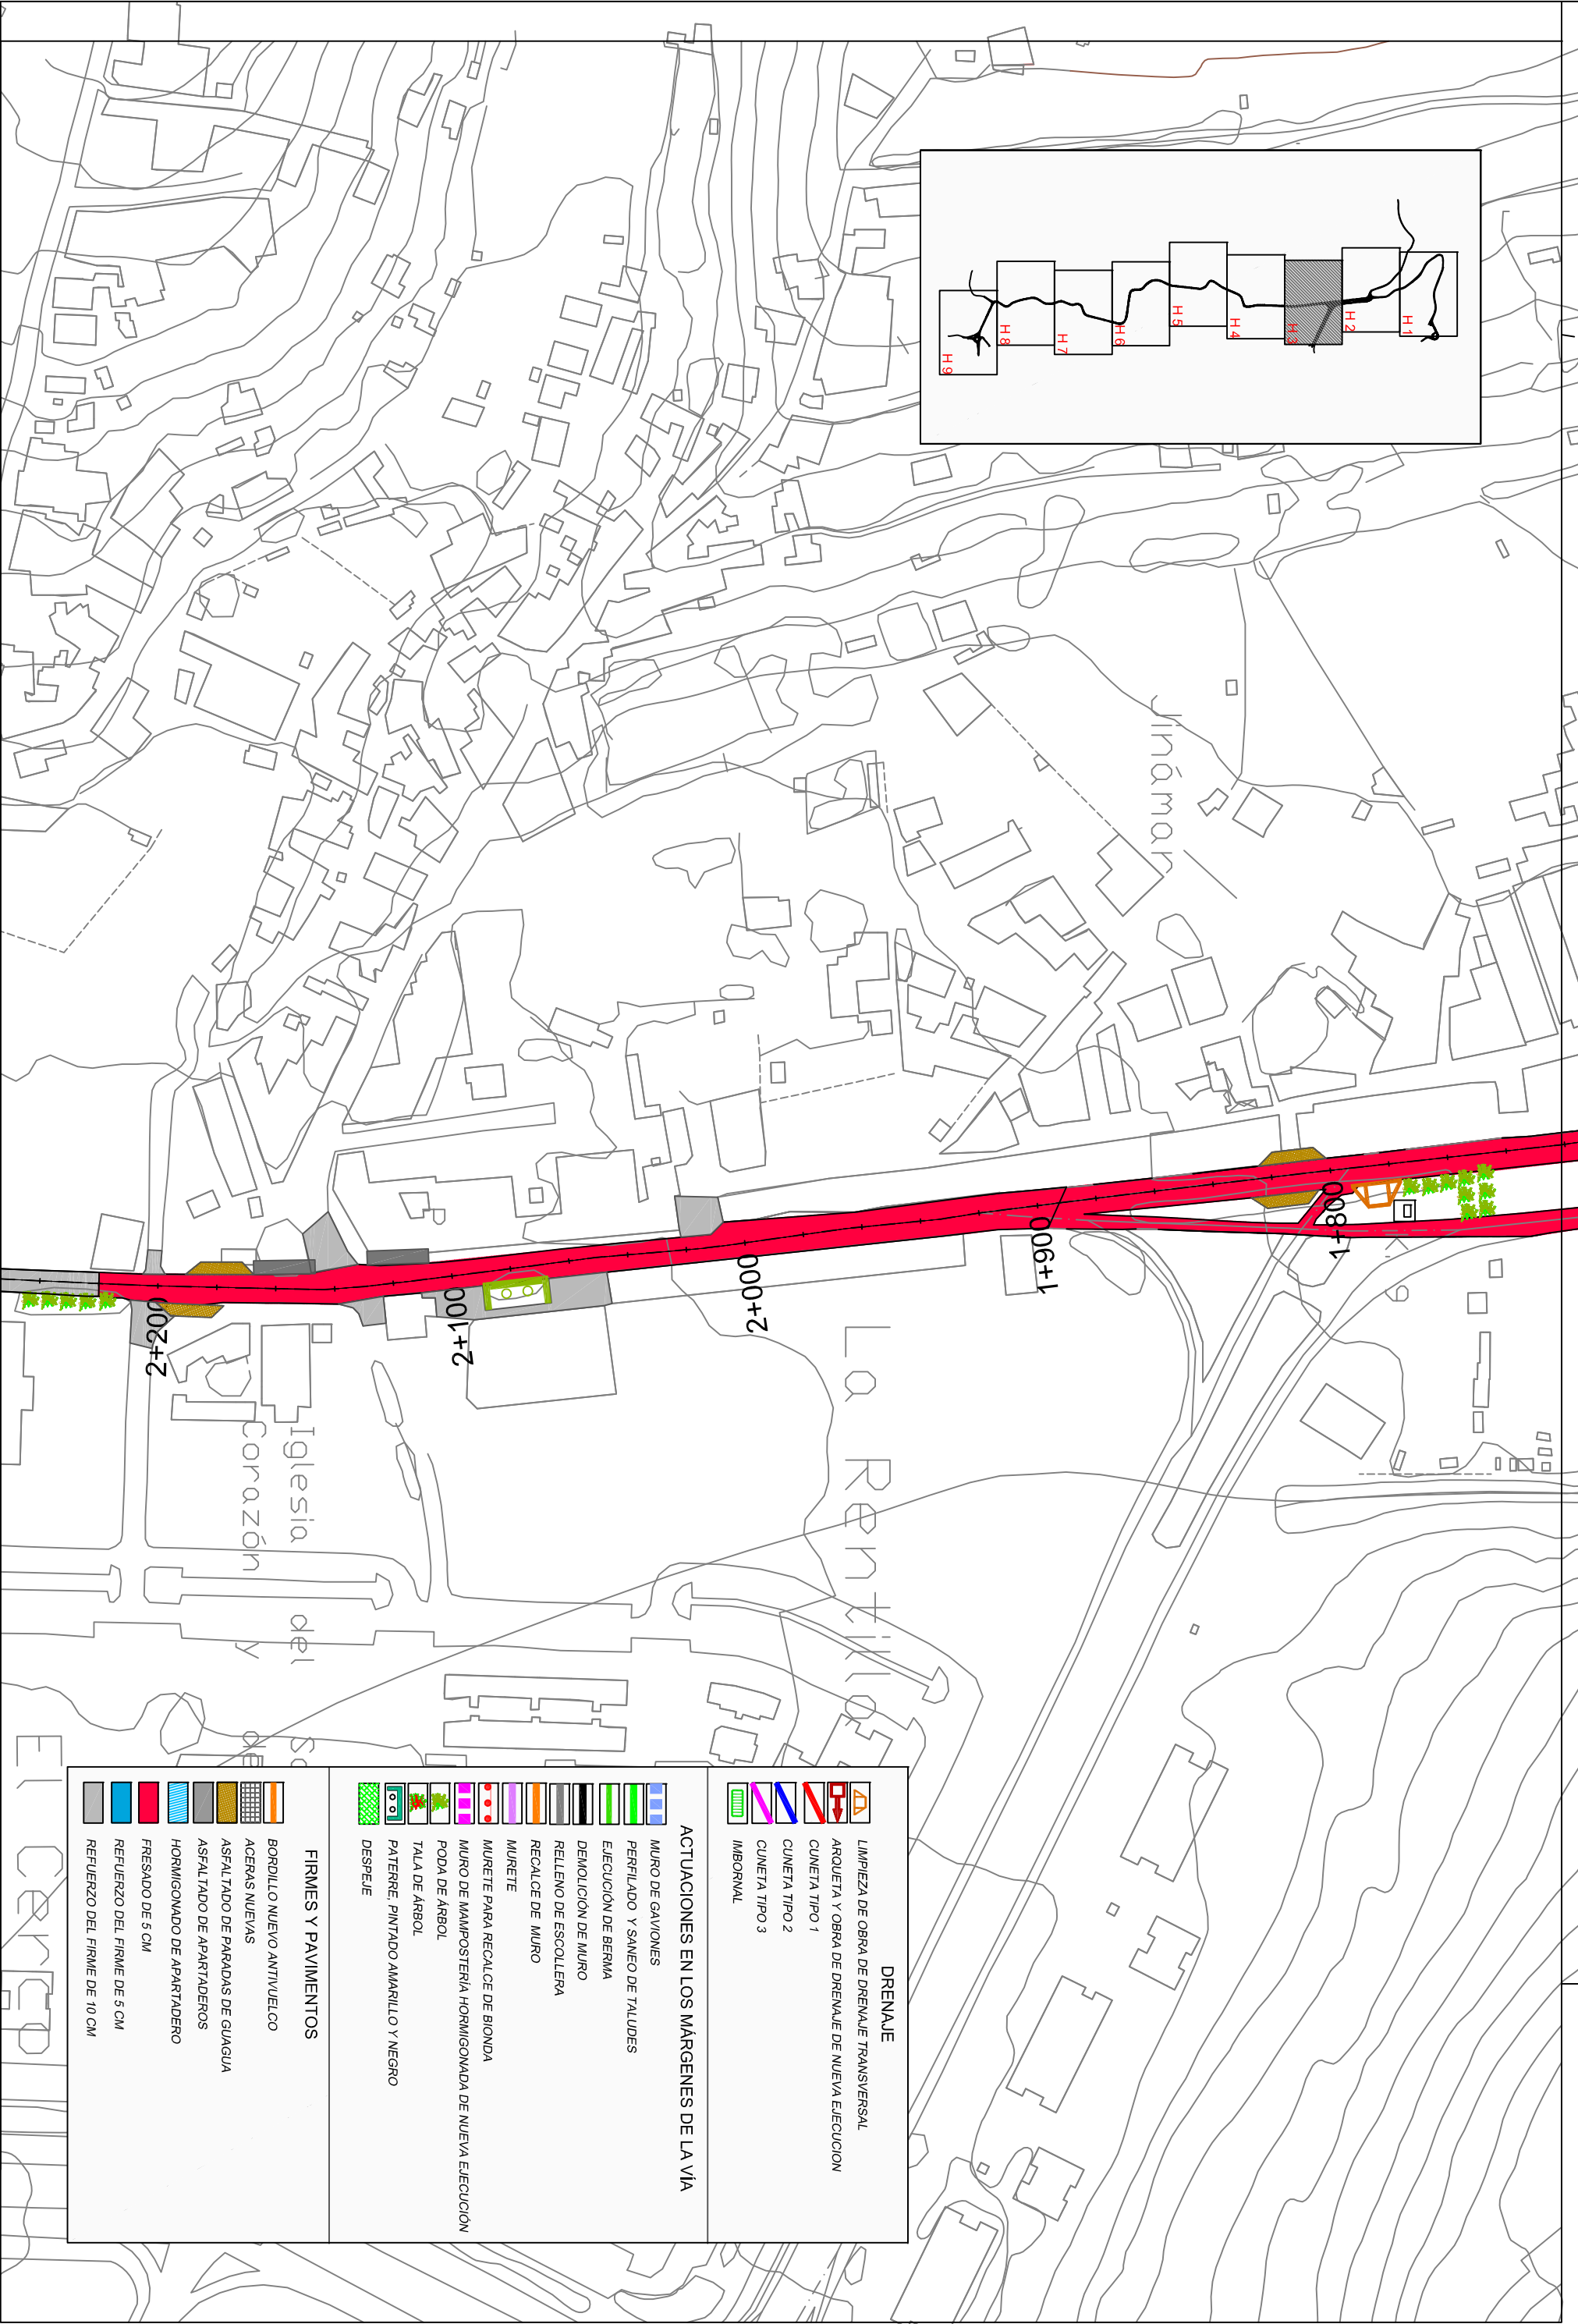 H 1
H 2
H 3
H 4
H 5
H 6
H 7
H 8
H 9
Jinámar
1+800
1+900
2+000
2+100
2+200
La Rentilla
Iglesia del
Corazón y
El
DRENAJE
LIMPIEZA DE OBRA DE DRENAJE TRANSVERSAL
ARQUETA Y OBRA DE DRENAJE DE NUEVA EJECUCION
CUNETA TIPO 1
CUNETA TIPO 2
CUNETA TIPO 3
IMBORNAL
ACTUACIONES EN LOS MÁRGENES DE LA VÍA
MURO DE GAVIONES
PERFILADO Y SANEO DE TALUDES
EJECUCIÓN DE BERMA
DEMOLICIÓN DE MURO
RELLENO DE ESCOLLERA
RECALCE DE MURO
MURETE
MURETE PARA RECALCE DE BIONDA
MURO DE MAMPOSTERÍA HORMIGONADA DE NUEVA EJECUCIÓN
PODA DE ÁRBOL
TALA DE ÁRBOL
PATERRE, PINTADO AMARILLO Y NEGRO
DESPEJE
FIRMES Y PAVIMENTOS
BORDILLO NUEVO ANTIVUELCO
ACERAS NUEVAS
ASFALTADO DE PARADAS DE GUAGUA
ASFALTADO DE APARTADEROS
HORMIGONADO DE APARTADERO
FRESADO DE 5 CM
REFUERZO DEL FIRME DE 5 CM
REFUERZO DEL FIRME DE 10 CM